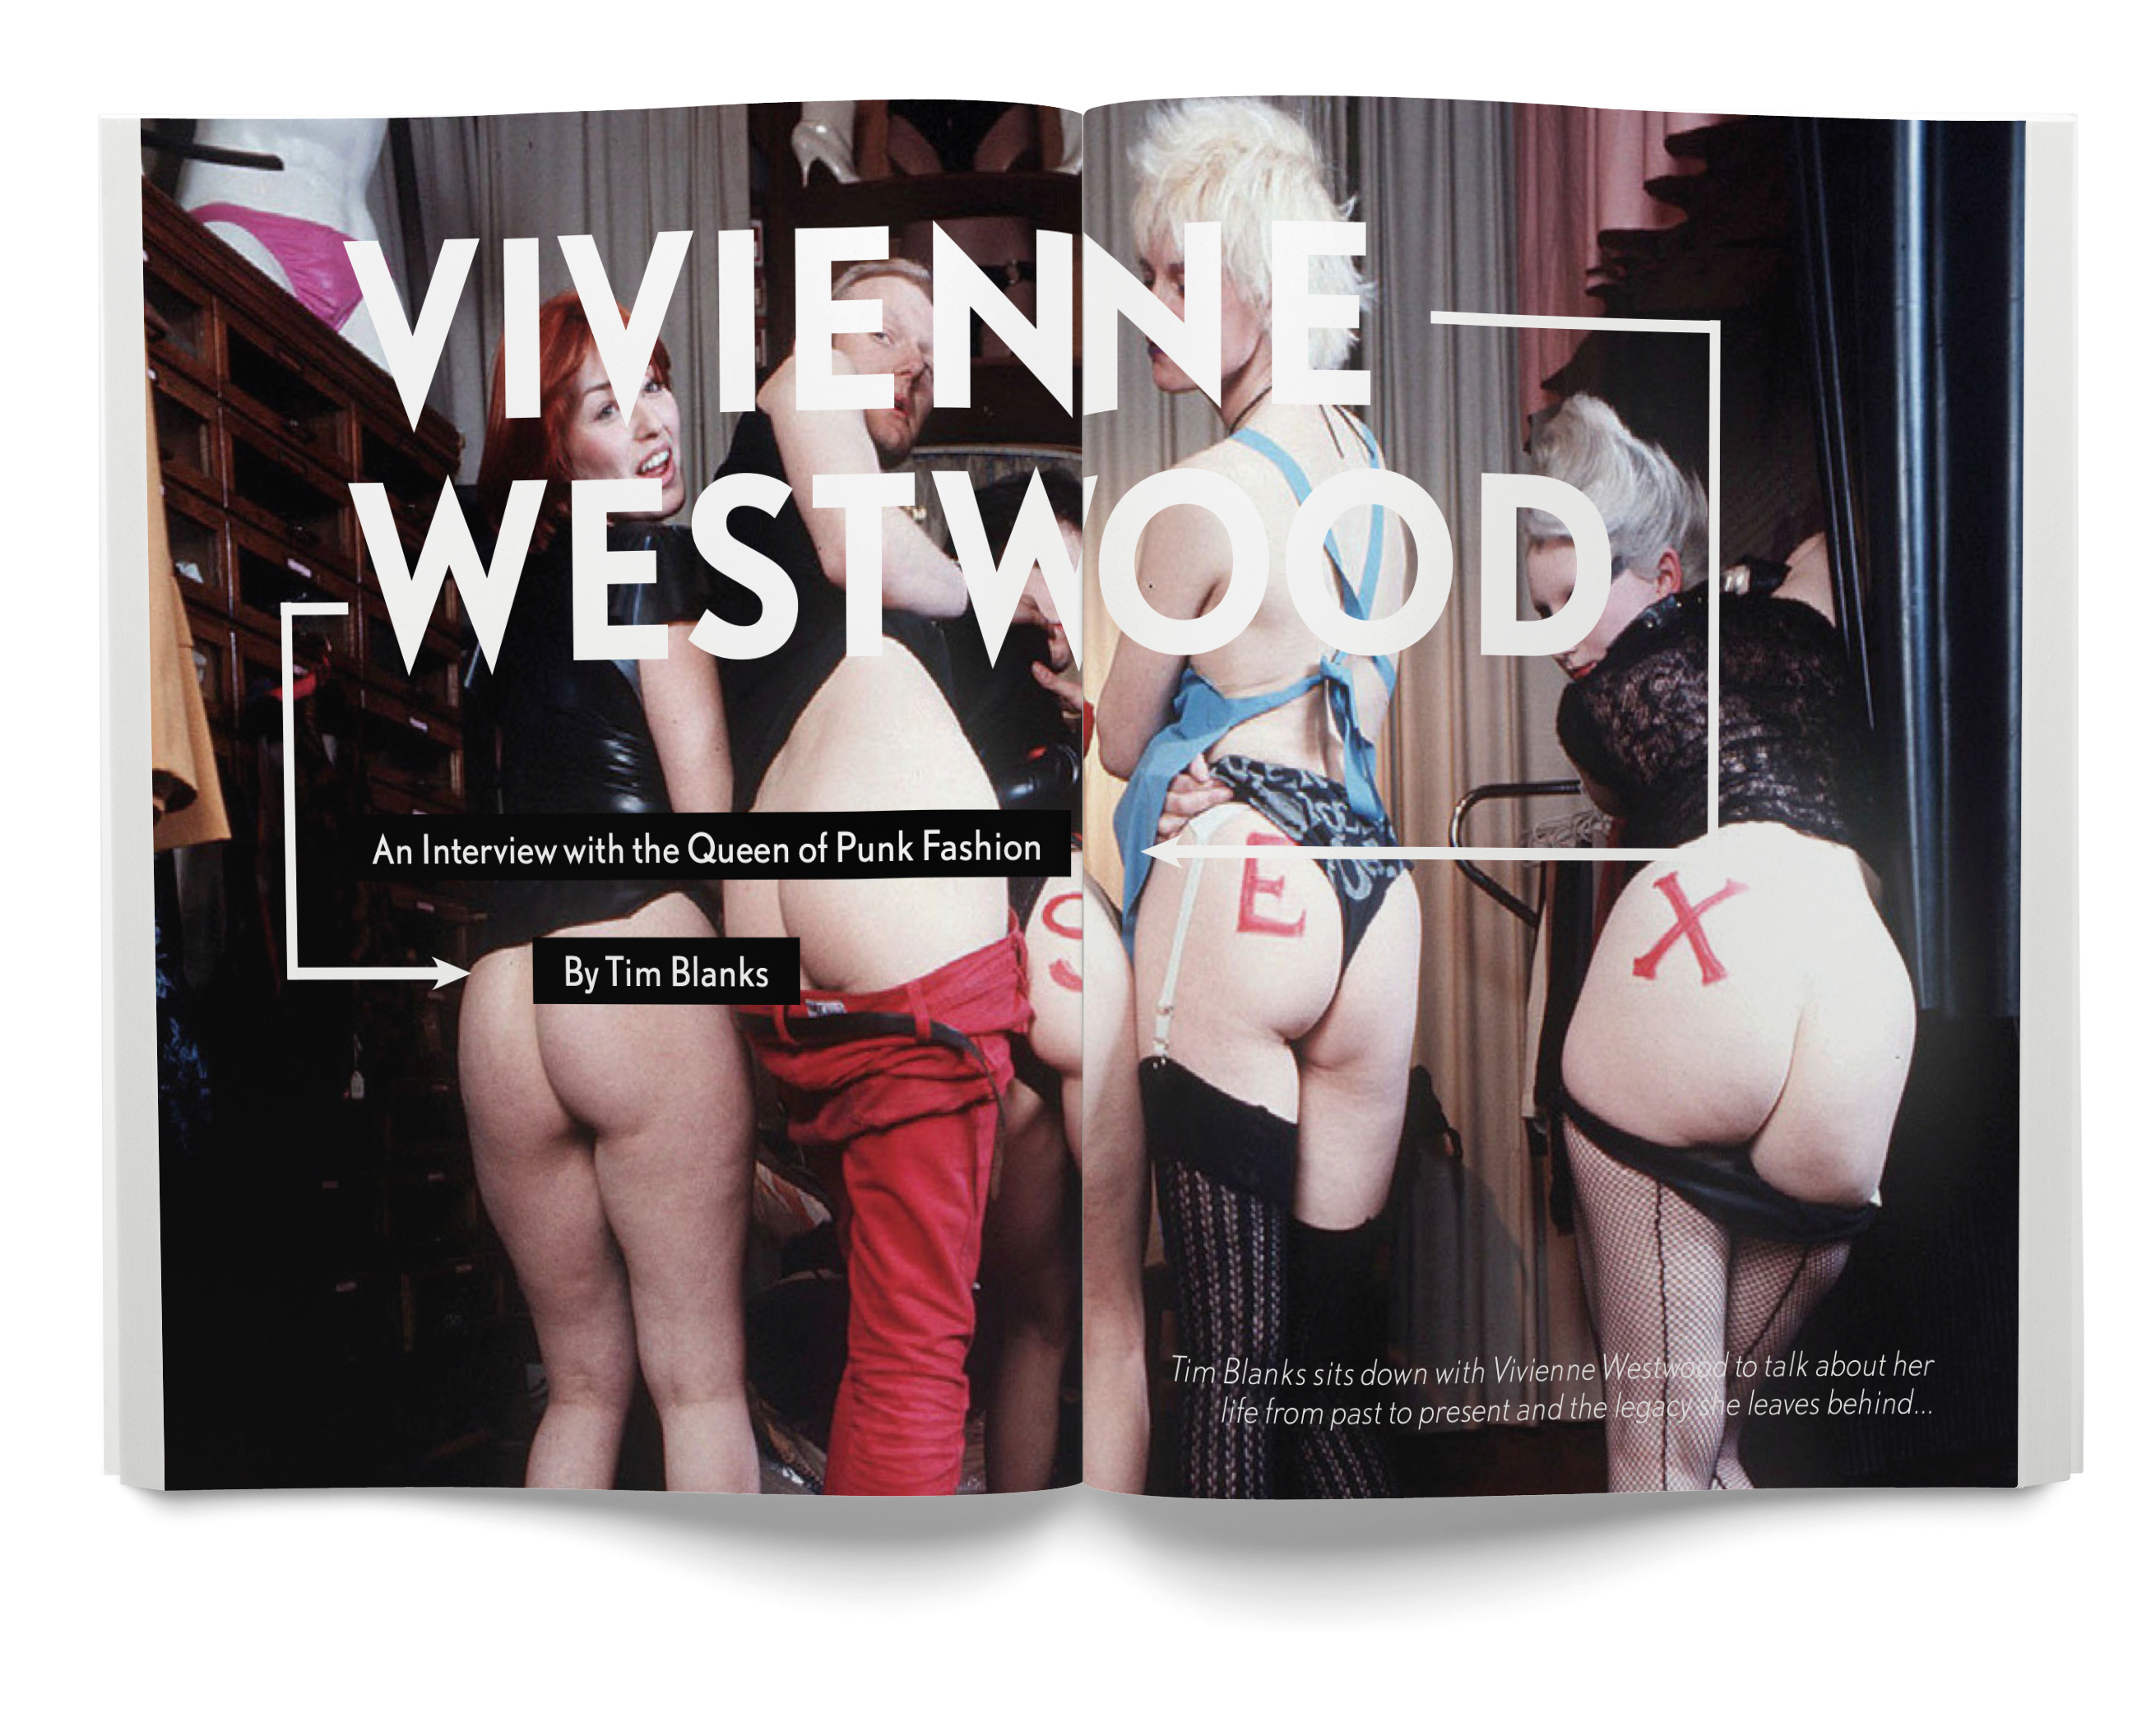 VIVIENNE
WESTWOOD
An Interview with the Queen of Punk Fashion
By Tim Blanks
S E X
Tim Blanks sits down with Vivienne Westwood to talk about her
life from past to present and the legacy she leaves behind...